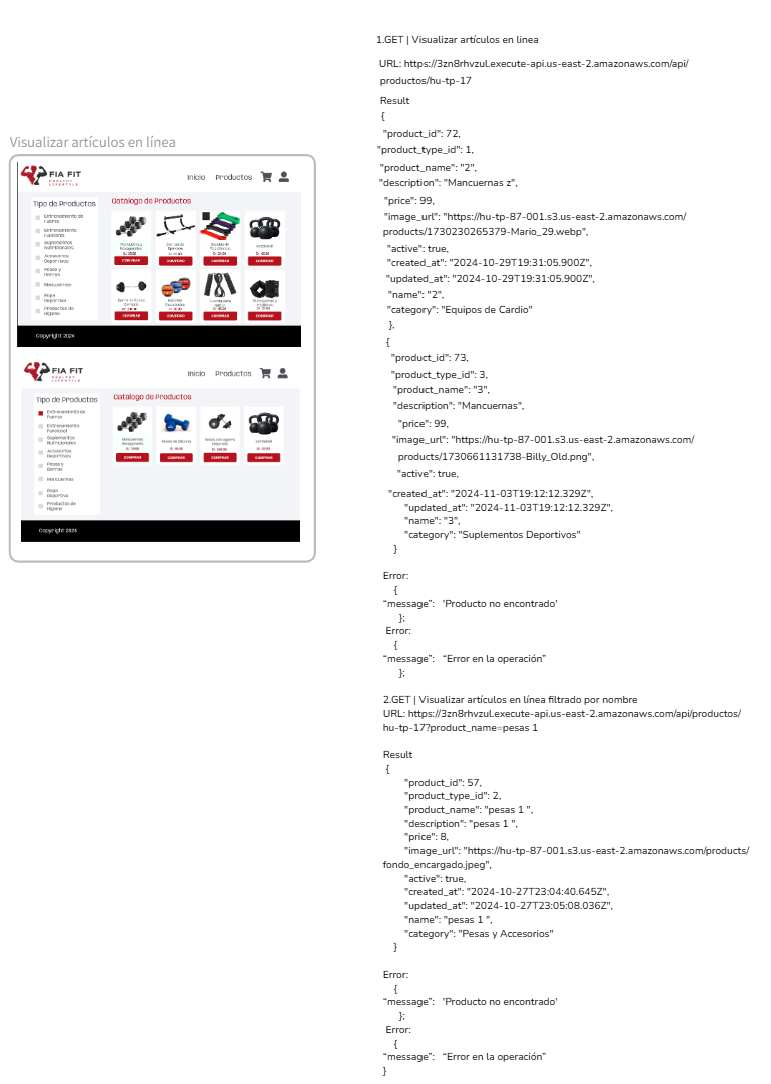 Visualizar artículos en línea
FIA FIT
HEALTHY
LIFESTYLE
Inicio Productos
Tipo de Productos
Catálogo de Productos
Entrenamiento de
Fuerza
Entrenamiento
Funcional
Suplementos
Nutricionales
Accesorios
Deportivos
Pesas y
Barras
Mancuernas
Ropa
Deportiva
Productos de
Higiene
Mancuernas
Hexagonales
COMPRAR
COMPRAR
COMPRAR
Kettlebell
COMPRAR
COMPRAR
COMPRAR
COMPRAR
COMPRAR
Copyright 2024
FIA FIT
HEALTHY
LIFESTYLE
Inicio Productos
Tipo de Productos
Catálogo de Productos
Entrenamiento de
Fuerza
Entrenamiento
Funcional
Suplementos
Nutricionales
Accesorios
Deportivos
Pesas y
Barras
Mancuernas
Ropa
Deportiva
Productos de
Higiene
Mancuernas
Hexagonales
COMPRAR
COMPRAR
COMPRAR
Kettlebell
COMPRAR
Copyright 2024
1.GET | Visualizar artículos en linea
URL: https://3zn8rhvzul.execute-api.us-east-2.amazonaws.com/api/
productos/hu-tp-17
Result
{
"product_id": 72,
"product_type_id": 1,
"product_name": "2",
"description": "Mancuernas z",
"price": 99,
"image_url": "https://hu-tp-87-001.s3.us-east-2.amazonaws.com/
products/1730230265379-Mario_29.webp",
"active": true,
"created_at": "2024-10-29T19:31:05.900Z",
"updated_at": "2024-10-29T19:31:05.900Z",
"name": "2",
"category": "Equipos de Cardio"
},
{
"product_id": 73,
"product_type_id": 3,
"product_name": "3",
"description": "Mancuernas",
"price": 99,
"image_url": "https://hu-tp-87-001.s3.us-east-2.amazonaws.com/
products/1730661131738-Billy_Old.png",
"active": true,
"created_at": "2024-11-03T19:12:12.329Z",
"updated_at": "2024-11-03T19:12:12.329Z",
"name": "3",
"category": "Suplementos Deportivos"
}
Error:
{
“message”: 'Producto no encontrado'
};
Error:
{
“message”: “Error en la operación”
};
2.GET | Visualizar artículos en línea filtrado por nombre
URL: https://3zn8rhvzul.execute-api.us-east-2.amazonaws.com/api/productos/
hu-tp-17?product_name=pesas 1
Result
{
"product_id": 57,
"product_type_id": 2,
"product_name": "pesas 1 ",
"description": "pesas 1 ",
"price": 8,
"image_url": "https://hu-tp-87-001.s3.us-east-2.amazonaws.com/products/
fondo_encargado.jpeg",
"active": true,
"created_at": "2024-10-27T23:04:40.645Z",
"updated_at": "2024-10-27T23:05:08.036Z",
"name": "pesas 1 ",
"category": "Pesas y Accesorios"
}
Error:
{
“message”: 'Producto no encontrado'
};
Error:
{
“message”: “Error en la operación”
}